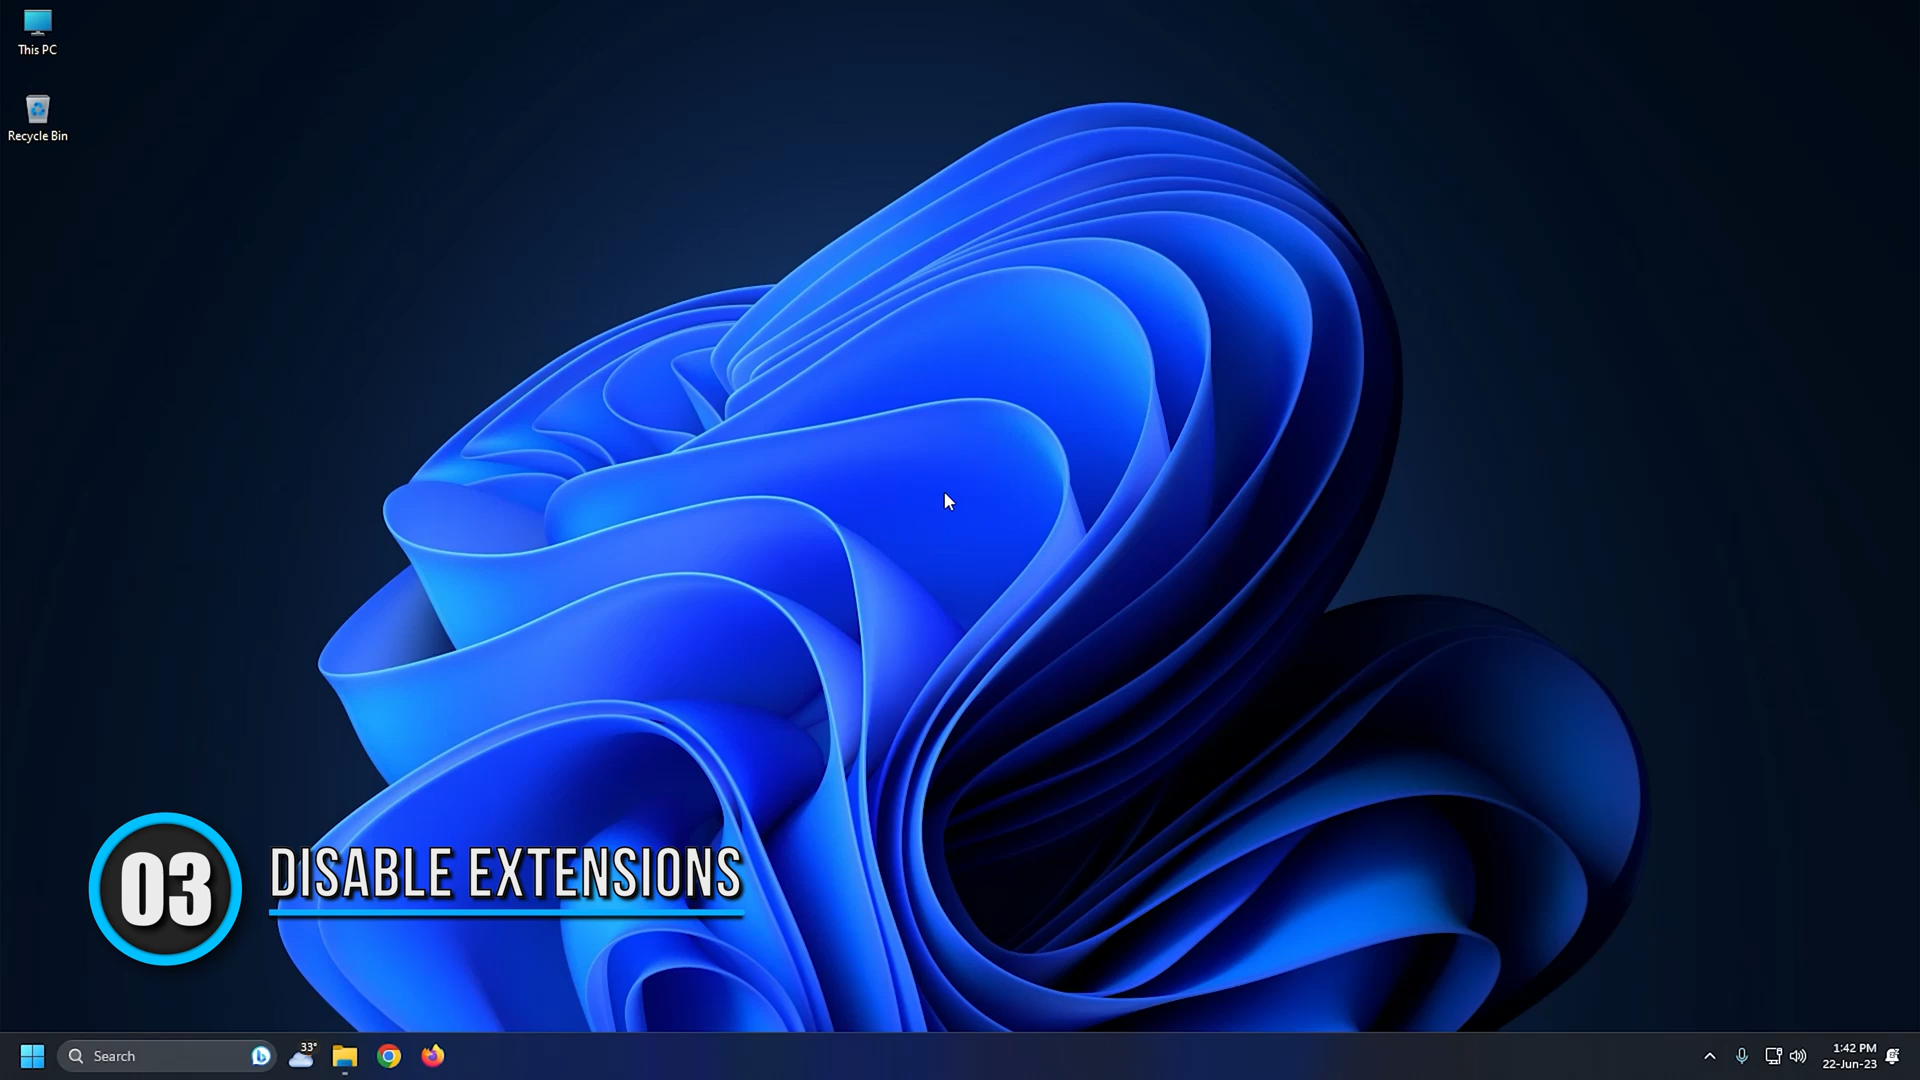 This PC
Recycle Bin
03
DISABLE EXTENSIONS
Search
33°
1:42 PM
22-Jun-23